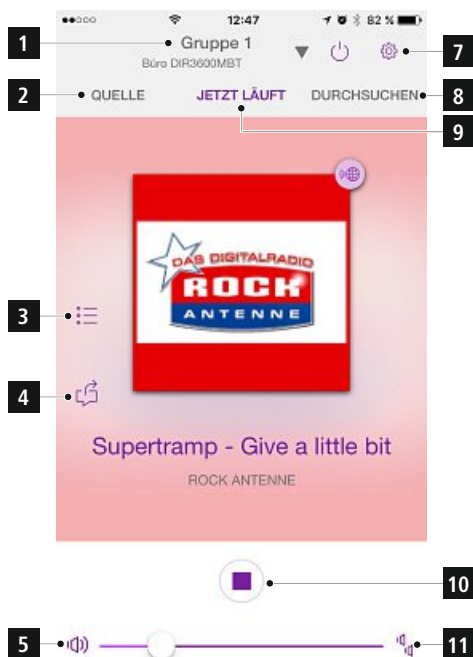 12:47
82 %
1
Gruppe 1
Büro DIR3600MBT
7
2
QUELLE
JETZT LÄUFT
DURCHSUCHEN
8
9
DAS DIGITALRADIO
ROCK
ANTENNE
3
4
Supertramp - Give a little bit
ROCK ANTENNE
10
5
11